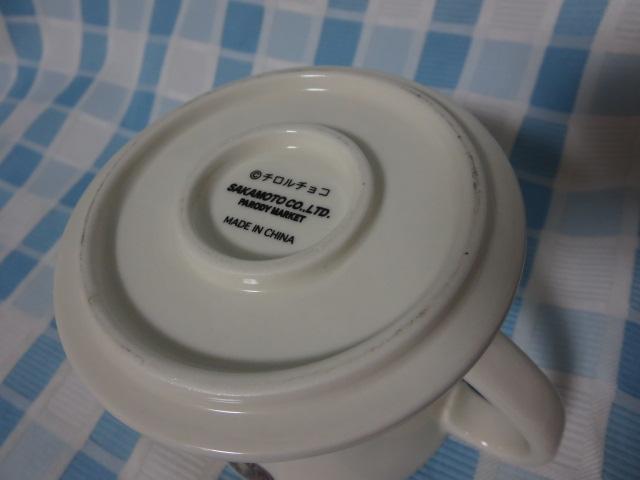 ©チロルチョコ
SAKAMOTO CO.,LTD.
PARODY MARKET
MADE IN CHINA